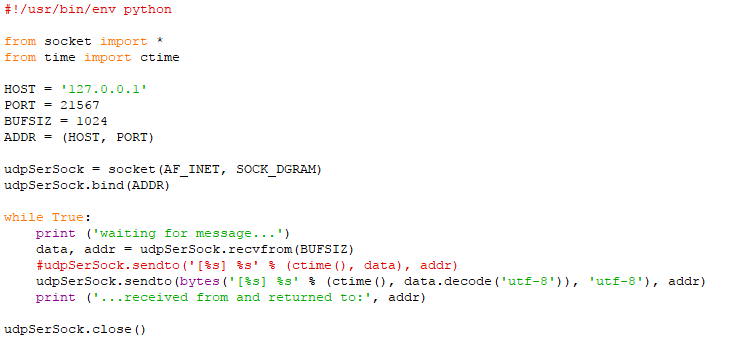 #!/usr/bin/env python
from socket import *
from time import ctime
HOST = '127.0.0.1'
PORT = 21567
BUFSIZ = 1024
ADDR = (HOST, PORT)
udpSerSock = socket(AF_INET, SOCK_DGRAM)
udpSerSock.bind(ADDR)
while True:
    print ('waiting for message...')
    data, addr = udpSerSock.recvfrom(BUFSIZ)
    #udpSerSock.sendto('[%s] %s' % (ctime(), data), addr)
    udpSerSock.sendto(bytes('[%s] %s' % (ctime(), data.decode('utf-8')), 'utf-8'), addr)
    print ('...received from and returned to:', addr)
udpSerSock.close()